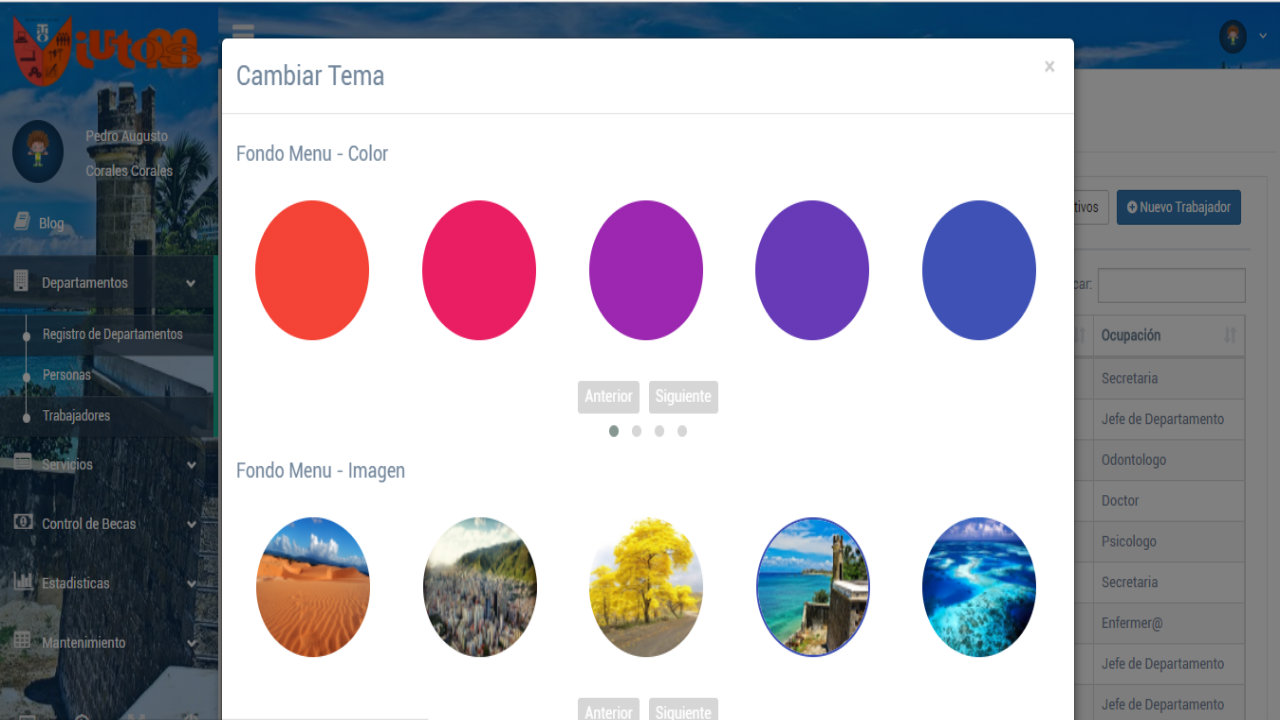 iutoms
Pedro Augusto
Corales Corales
Blog
Departamentos
Registro de Departamentos
Personas
Trabajadores
Servicios
Control de Becas
Estadisticas
Mantenimiento
Cambiar Tema
×
Fondo Menu - Color
Anterior Siguiente
Fondo Menu - Imagen
Anterior Siguiente
tivos
Nuevo Trabajador
car:
Ocupación
Secretaria
Jefe de Departamento
Odontologo
Doctor
Psicologo
Secretaria
Enfermer@
Jefe de Departamento
Jefe de Departamento